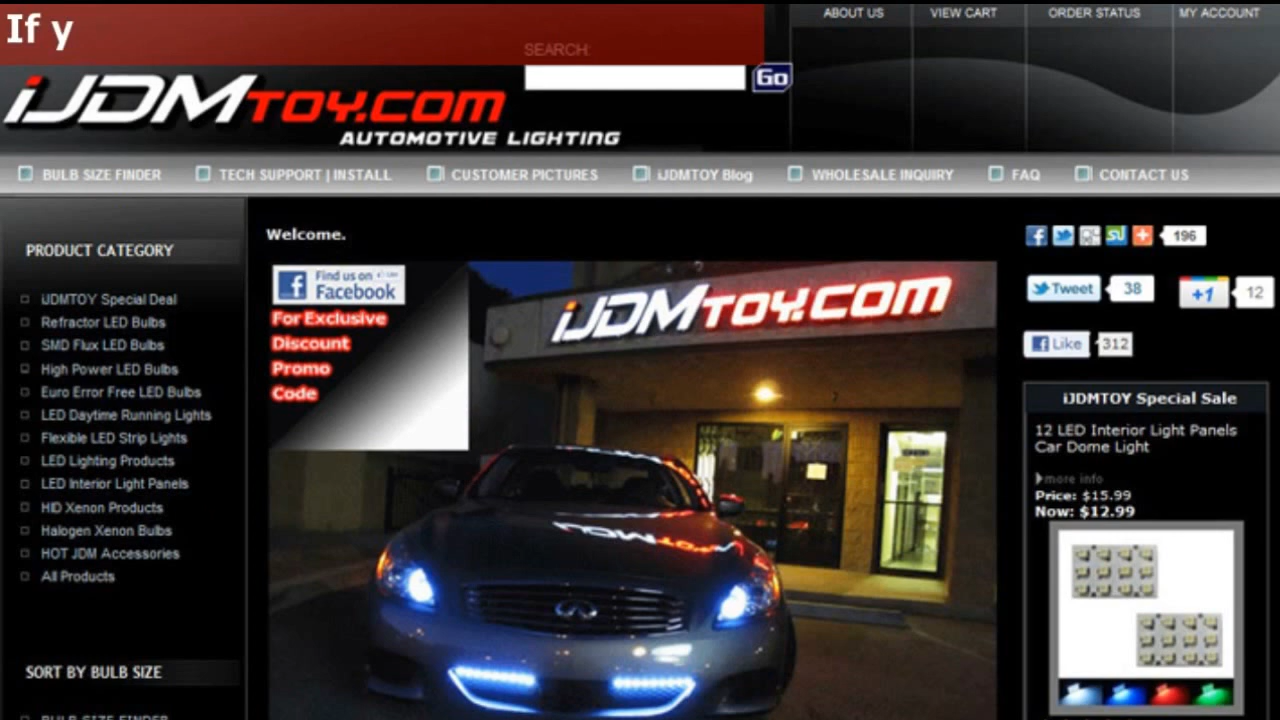 If y
ABOUT US
VIEW CART
ORDER STATUS
MY ACCOUNT
SEARCH:
Go
iJDMTOY.COM
AUTOMOTIVE LIGHTING
BULB SIZE FINDER
TECH SUPPORT | INSTALL
CUSTOMER PICTURES
iJDMTOY Blog
WHOLESALE INQUIRY
FAQ
CONTACT US
PRODUCT CATEGORY
iJDMTOY Special Deal
Refractor LED Bulbs
SMD Flux LED Bulbs
High Power LED Bulbs
Euro Error Free LED Bulbs
LED Daytime Running Lights
Flexible LED Strip Lights
LED Lighting Products
LED Interior Light Panels
HID Xenon Products
Halogen Xenon Bulbs
HOT JDM Accessories
All Products
SORT BY BULB SIZE
BULB SIZE FINDER
Welcome.
Find us on
Facebook
For Exclusive
Discount
Promo
Code
iJDMTOY.COM
196
Tweet
38
+1
12
Like
312
iJDMTOY Special Sale
12 LED Interior Light Panels
Car Dome Light
more info
Price: $15.99
Now: $12.99